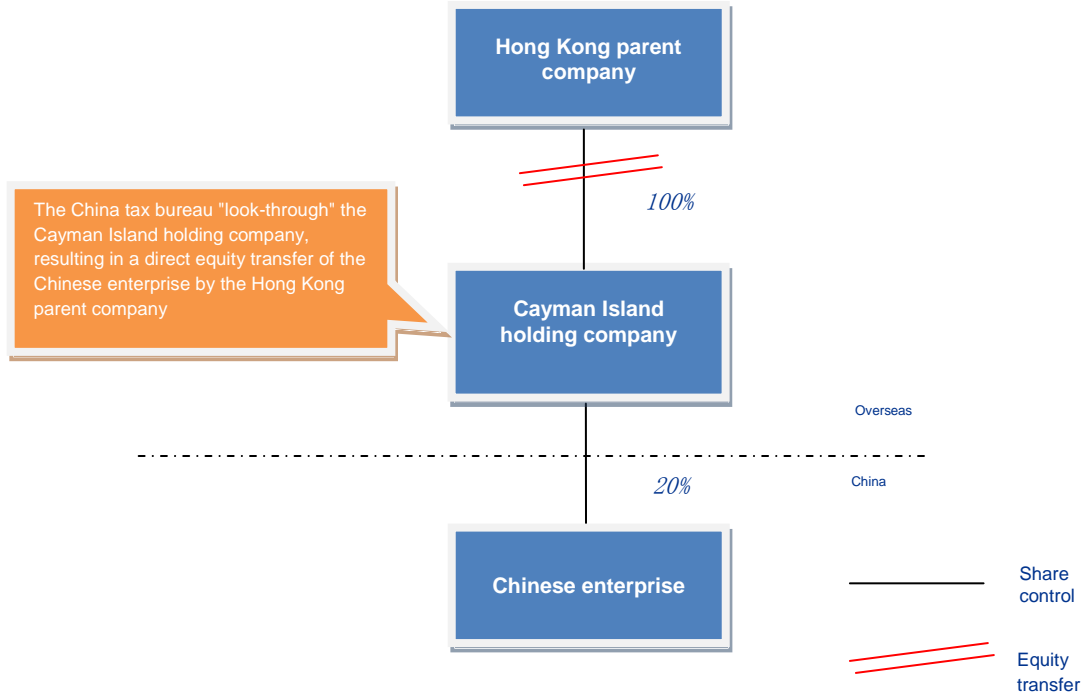 Hong Kong parent
company
100%
The China tax bureau "look-through" the
Cayman Island holding company,
resulting in a direct equity transfer of the
Chinese enterprise by the Hong Kong
parent company
Cayman Island
holding company
Overseas
China
20%
Chinese enterprise
Share
control
Equity
transfer